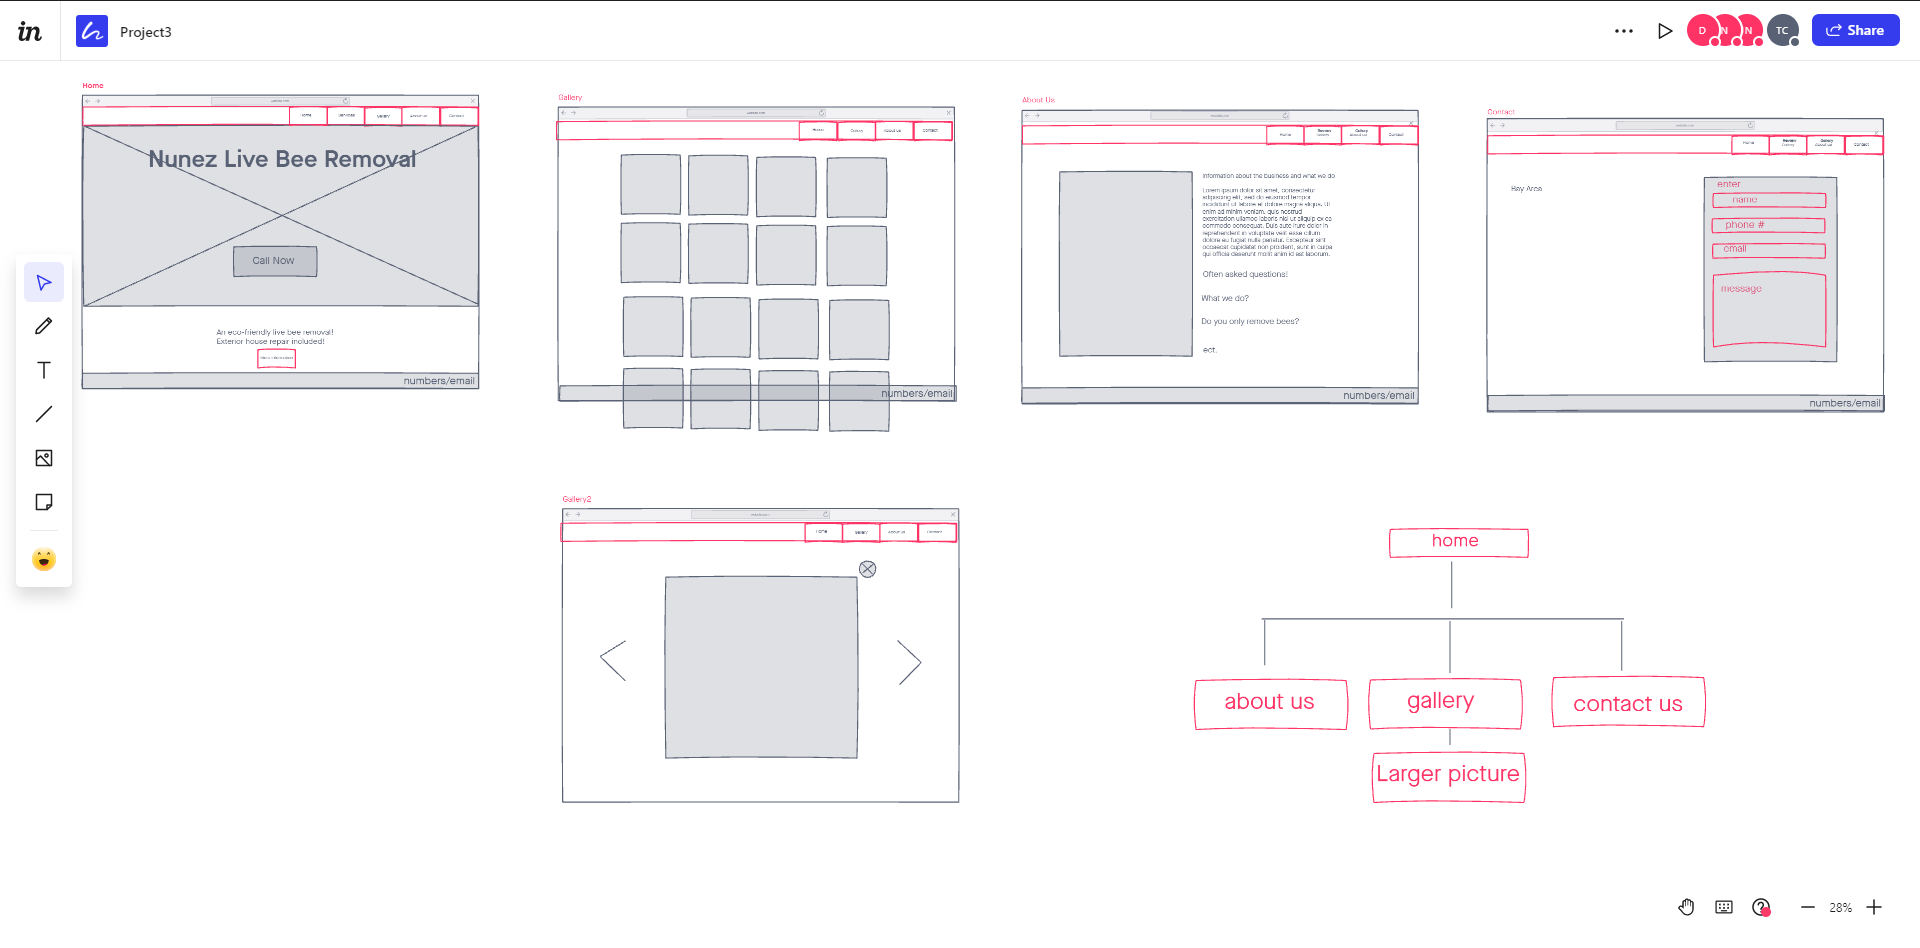 in
Project3
D
N
N
TC
Share
Home
Home
Services
Gallery
About us
Contact
Nunez Live Bee Removal
Call Now
An eco-friendly live bee removal!
Exterior house repair included!
numbers/email
Gallery
Home
Gallery
About us
Contact
numbers/email
About Us
Home
Review
Gallery
About us
Contact
Information about the business and what we do
Lorem ipsum dolor sit amet, consectetur
adipiscing elit, sed do eiusmod tempor
incididunt ut labore et dolore magna aliqua. Ut
enim ad minim veniam, quis nostrud
exercitation ullamco laboris nisi ut aliquip ex ea
commodo consequat. Duis aute irure dolor in
reprehenderit in voluptate velit esse cillum
dolore eu fugiat nulla pariatur. Excepteur sint
occaecat cupidatat non proident, sunt in culpa
qui officia deserunt mollit anim id est laborum.
Often asked questions!
What we do?
Do you only remove bees?
ect.
numbers/email
Contact
Home
Review
Gallery
Gallery
About us
Contact
Bay Area
enter
name
phone #
email
message
numbers/email
Gallery2
Home
Gallery
About us
Contact
home
about us
gallery
contact us
Larger picture
28%